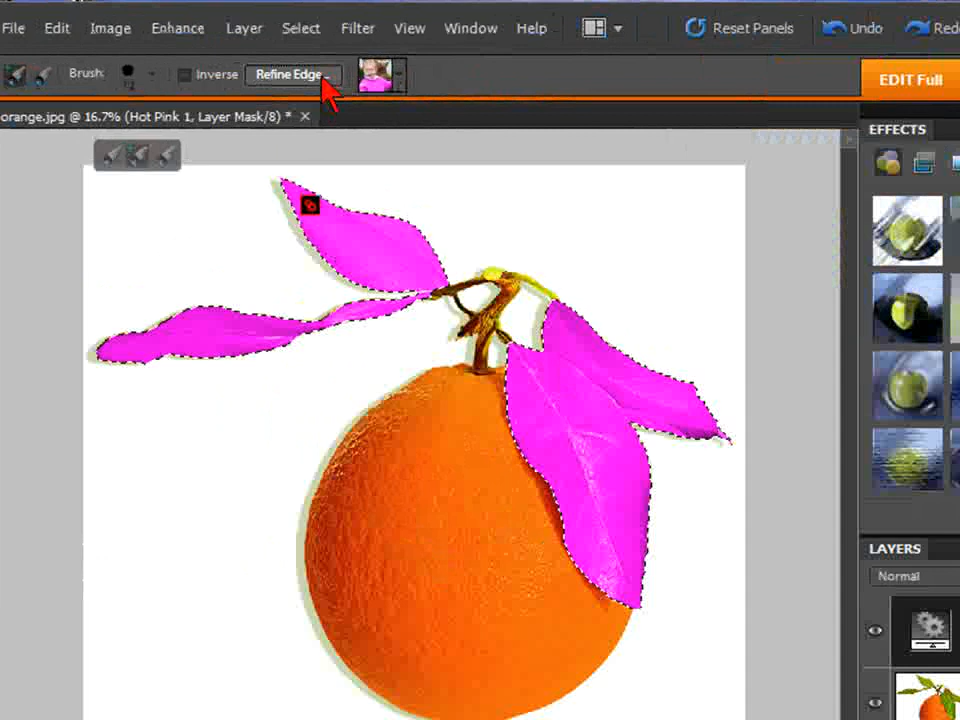 File Edit Image Enhance Layer Select Filter View Window Help Reset Panels Undo Redo
Brush: Inverse Refine Edge... EDIT Full
orange.jpg @ 16.7% (Hot Pink 1, Layer Mask/8) * ×
EFFECTS
LAYERS
Normal